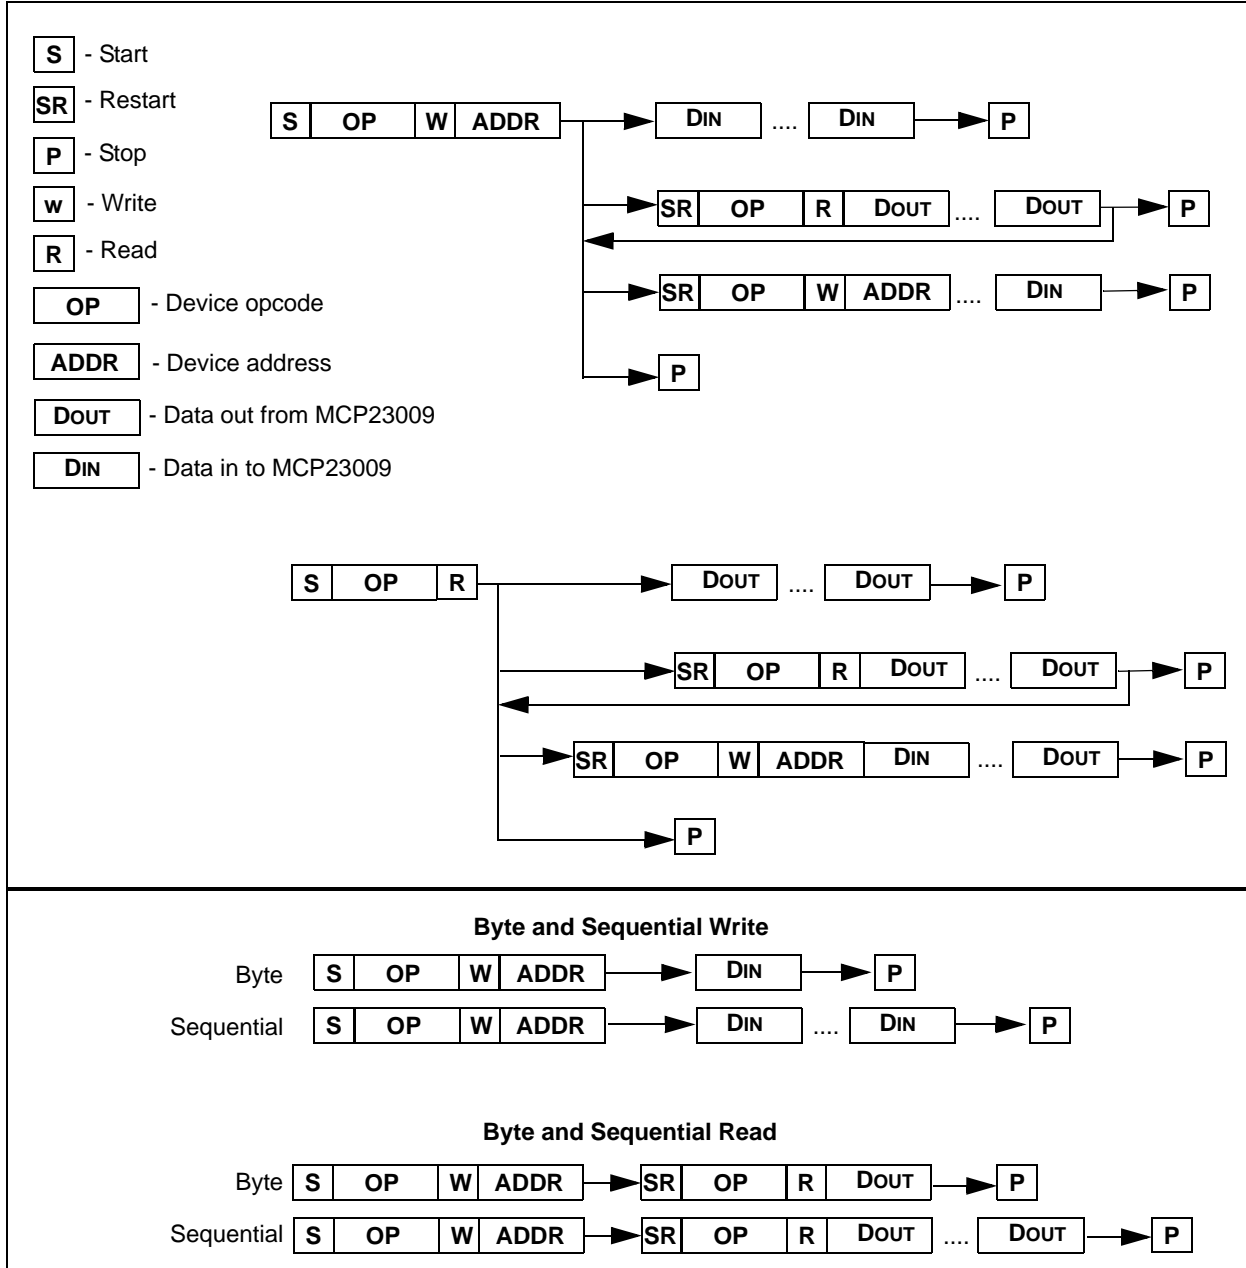 S - Start
SR - Restart
P - Stop
w - Write
R - Read
OP - Device opcode
ADDR - Device address
DOUT - Data out from MCP23009
DIN - Data in to MCP23009
S OP W ADDR DIN .... DIN P
SR OP R DOUT .... DOUT P
SR OP W ADDR .... DIN P
P
S OP R DOUT .... DOUT P
SR OP R DOUT .... DOUT P
SR OP W ADDR DIN .... DOUT P
P
Byte and Sequential Write
Byte S OP W ADDR DIN P
Sequential S OP W ADDR DIN .... DIN P
Byte and Sequential Read
Byte S OP W ADDR SR OP R DOUT P
Sequential S OP W ADDR SR OP R DOUT .... DOUT P